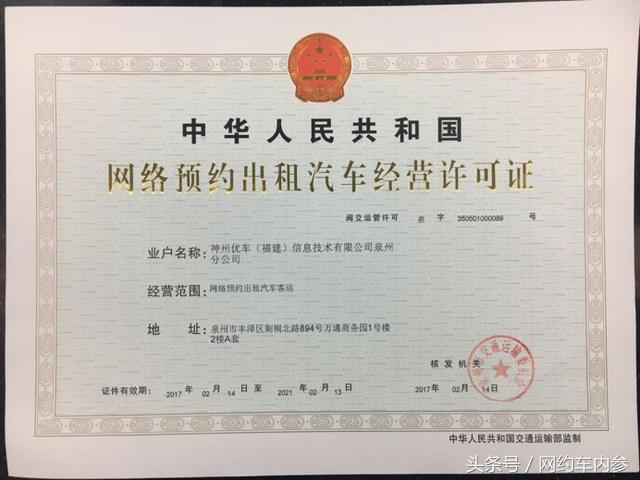 中华人民共和国
网络预约出租汽车经营许可证
闽交运管许可 泉 字 350501000089 号
业户名称：神州优车（福建）信息技术有限公司泉州
分公司
经营范围：网络预约出租汽车客运
地 址：泉州市丰泽区刺桐北路894号万通商务园1号楼
2楼A套
核发机关
证件有效期： 2017 年 02 月 14 日 至 2021 年 02 月 13 日 2017 年 02 月 14 日
中华人民共和国交通运输部监制
头条号 / 网约车内参